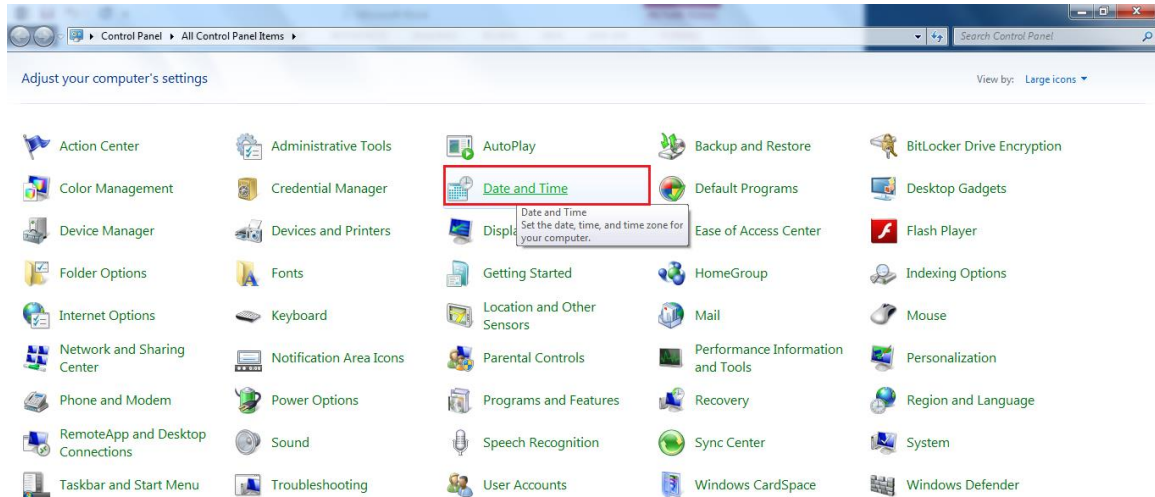 Control Panel ▸ All Control Panel Items ▸
Search Control Panel
Adjust your computer's settings
View by: Large icons
Action Center
Administrative Tools
AutoPlay
Backup and Restore
BitLocker Drive Encryption
Color Management
Credential Manager
Date and Time
Default Programs
Desktop Gadgets
Date and Time
Set the date, time, and time zone for
your computer.
Device Manager
Devices and Printers
Displa
Ease of Access Center
Flash Player
Folder Options
Fonts
Getting Started
HomeGroup
Indexing Options
Internet Options
Keyboard
Location and Other
Sensors
Mail
Mouse
Network and Sharing
Center
Notification Area Icons
Parental Controls
Performance Information
and Tools
Personalization
Phone and Modem
Power Options
Programs and Features
Recovery
Region and Language
RemoteApp and Desktop
Connections
Sound
Speech Recognition
Sync Center
System
Taskbar and Start Menu
Troubleshooting
User Accounts
Windows CardSpace
Windows Defender